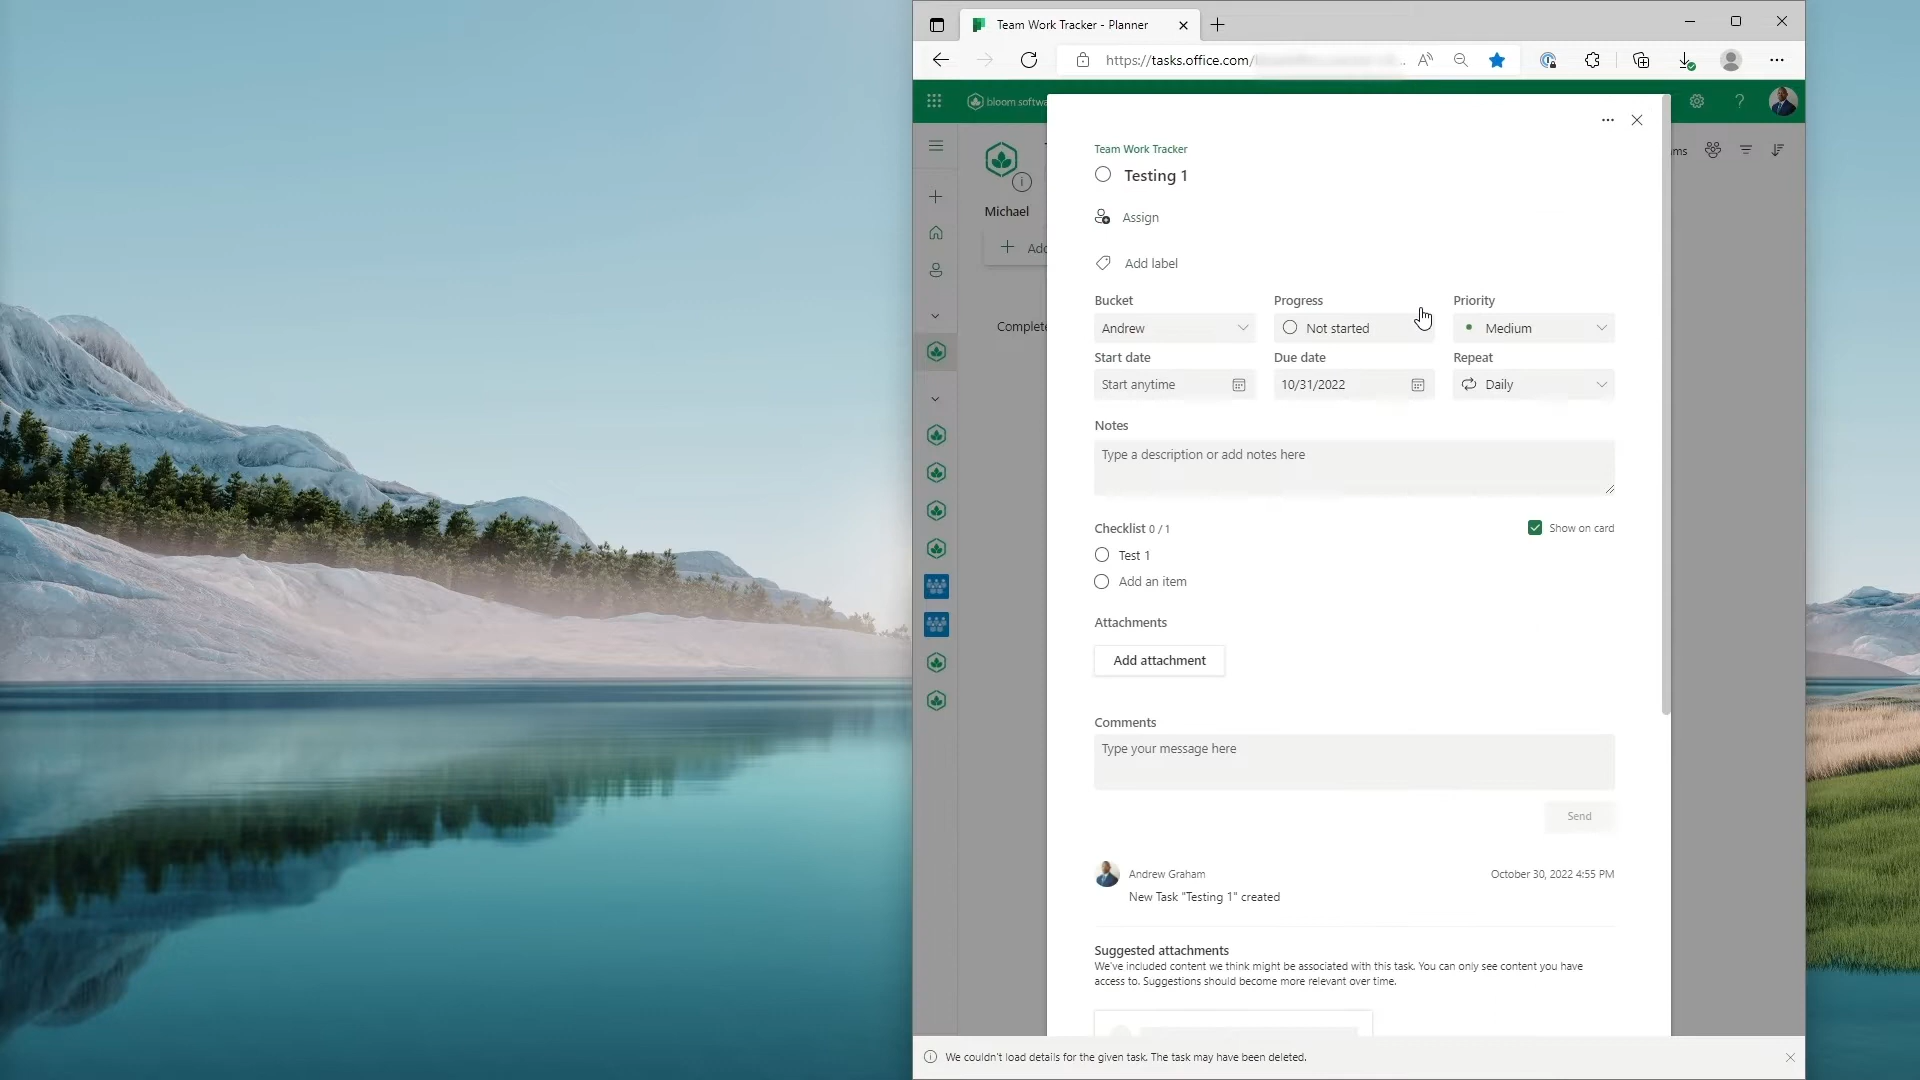 Team Work Tracker - Planner
https://tasks.office.com/
bloom softwa
Team Work Tracker
Testing 1
Michael
Assign
Add
Add label
Bucket Progress Priority
Complete
Andrew Not started Medium
Start date Due date Repeat
Start anytime 10/31/2022 Daily
Notes
Type a description or add notes here
Checklist 0 / 1 Show on card
Test 1
Add an item
Attachments
Add attachment
Comments
Type your message here
Send
Andrew Graham October 30, 2022 4:55 PM
New Task "Testing 1" created
Suggested attachments
We've included content we think might be associated with this task. You can only see content you have
access to. Suggestions should become more relevant over time.
We couldn't load details for the given task. The task may have been deleted.